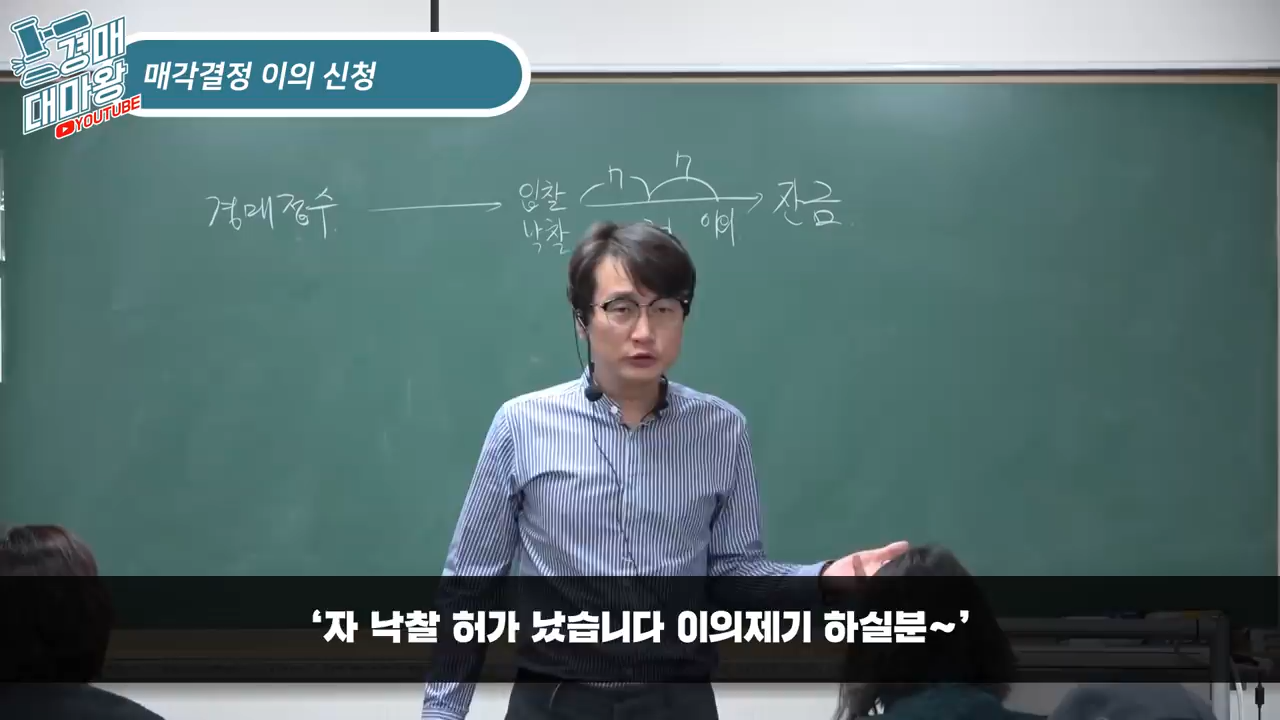 경매
대마왕
YOUTUBE
매각결정 이의 신청
경매접수
입찰
낙찰
7
7
이의
잔금
‘자 낙찰 허가 났습니다 이의제기 하실분~’